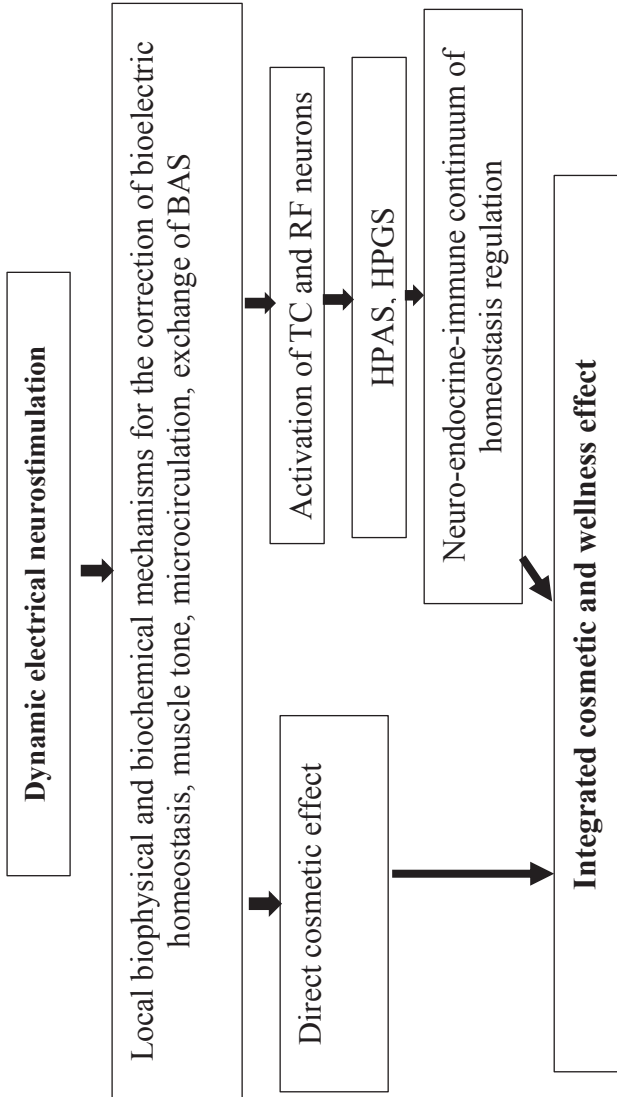 Dynamic electrical neurostimulation
Local biophysical and biochemical mechanisms for the correction of bioelectric
homeostasis, muscle tone, microcirculation, exchange of BAS
Direct cosmetic effect
Activation of TC and RF neurons
HPAS, HPGS
Neuro-endocrine-immune continuum of
homeostasis regulation
Integrated cosmetic and wellness effect